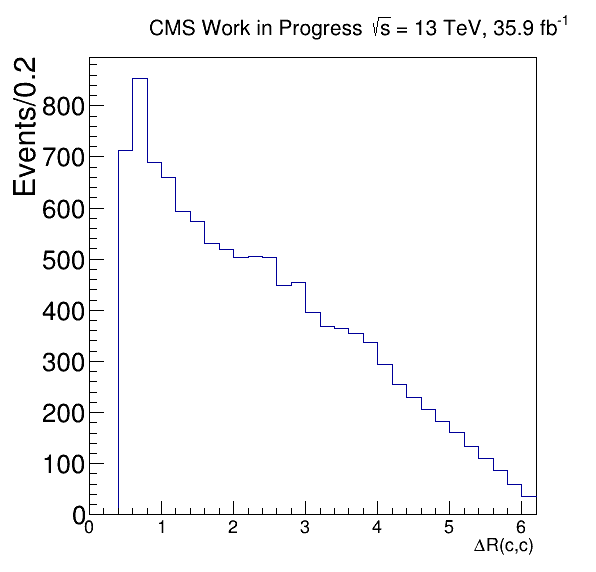 CMS Work in Progress √s = 13 TeV, 35.9 fb⁻¹
Events/0.2
800
700
600
500
400
300
200
100
0
0 1 2 3 4 5 6
ΔR(c,c)